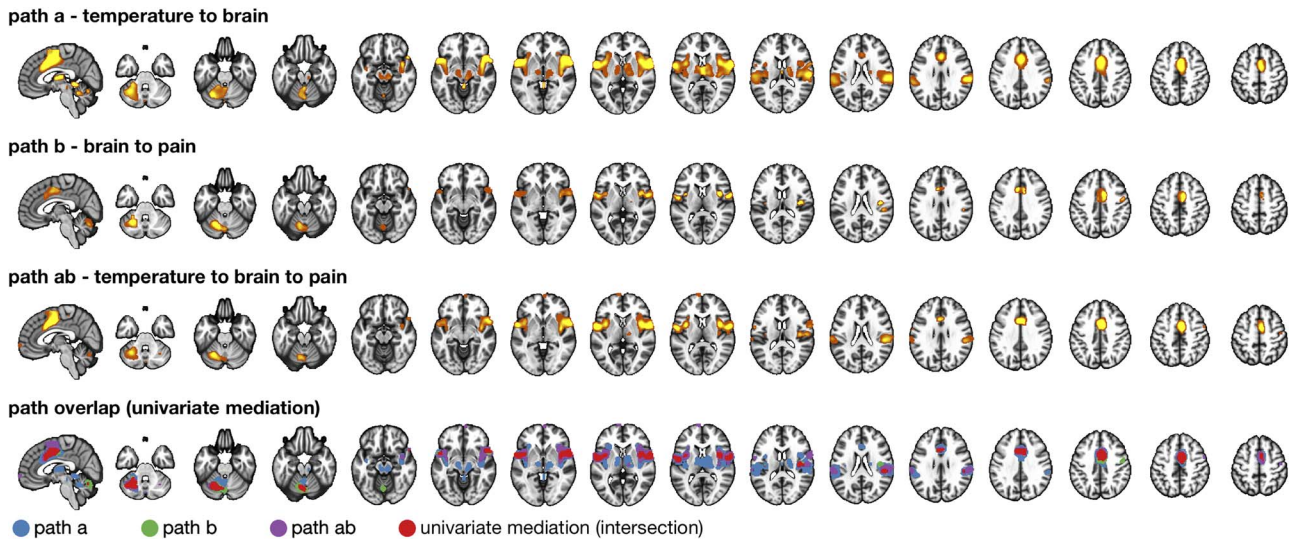 path a - temperature to brain
path b - brain to pain
path ab - temperature to brain to pain
path overlap (univariate mediation)
path a path b path ab univariate mediation (intersection)